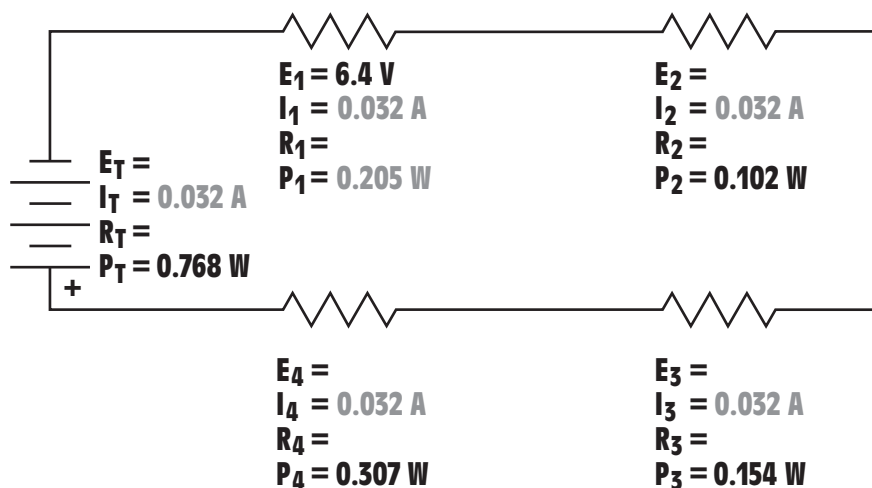 E1 = 6.4 V
I1 = 0.032 A
R1 =
P1 = 0.205 W
E2 =
I2 = 0.032 A
R2 =
P2 = 0.102 W
ET =
IT = 0.032 A
RT =
PT = 0.768 W
+
E4 =
I4 = 0.032 A
R4 =
P4 = 0.307 W
E3 =
I3 = 0.032 A
R3 =
P3 = 0.154 W